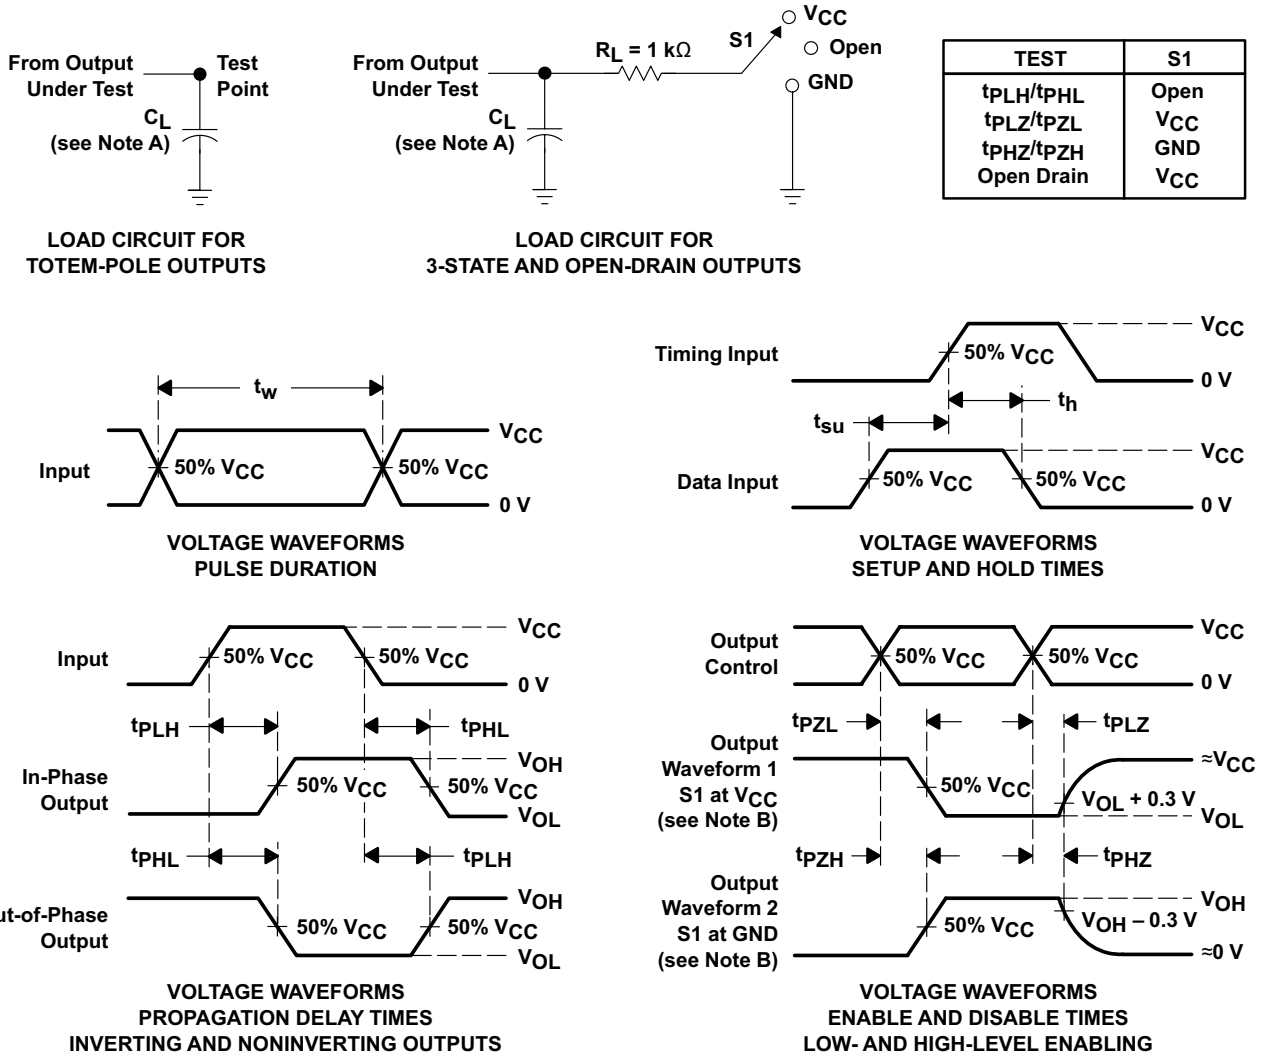 From Output
Under Test
Test
Point
CL
(see Note A)
LOAD CIRCUIT FOR
TOTEM-POLE OUTPUTS
From Output
Under Test
CL
(see Note A)
RL = 1 kΩ
S1
VCC
Open
GND
LOAD CIRCUIT FOR
3-STATE AND OPEN-DRAIN OUTPUTS
TEST S1
tPLH/tPHL Open
tPLZ/tPZL VCC
tPHZ/tPZH GND
Open Drain VCC
tw
Input
50% VCC
50% VCC
VCC
0 V
VOLTAGE WAVEFORMS
PULSE DURATION
Timing Input
50% VCC
VCC
0 V
tsu
th
Data Input
50% VCC
50% VCC
VCC
0 V
VOLTAGE WAVEFORMS
SETUP AND HOLD TIMES
Input
50% VCC
50% VCC
VCC
0 V
tPLH
tPHL
In-Phase
Output
50% VCC
50% VCC
VOH
VOL
tPHL
tPLH
ut-of-Phase
Output
50% VCC
50% VCC
VOH
VOL
VOLTAGE WAVEFORMS
PROPAGATION DELAY TIMES
INVERTING AND NONINVERTING OUTPUTS
Output
Control
50% VCC
50% VCC
VCC
0 V
tPZL
tPLZ
Output
Waveform 1
S1 at VCC
(see Note B)
50% VCC
VOL + 0.3 V
≈VCC
VOL
tPZH
tPHZ
Output
Waveform 2
S1 at GND
(see Note B)
50% VCC
VOH − 0.3 V
VOH
≈0 V
VOLTAGE WAVEFORMS
ENABLE AND DISABLE TIMES
LOW- AND HIGH-LEVEL ENABLING